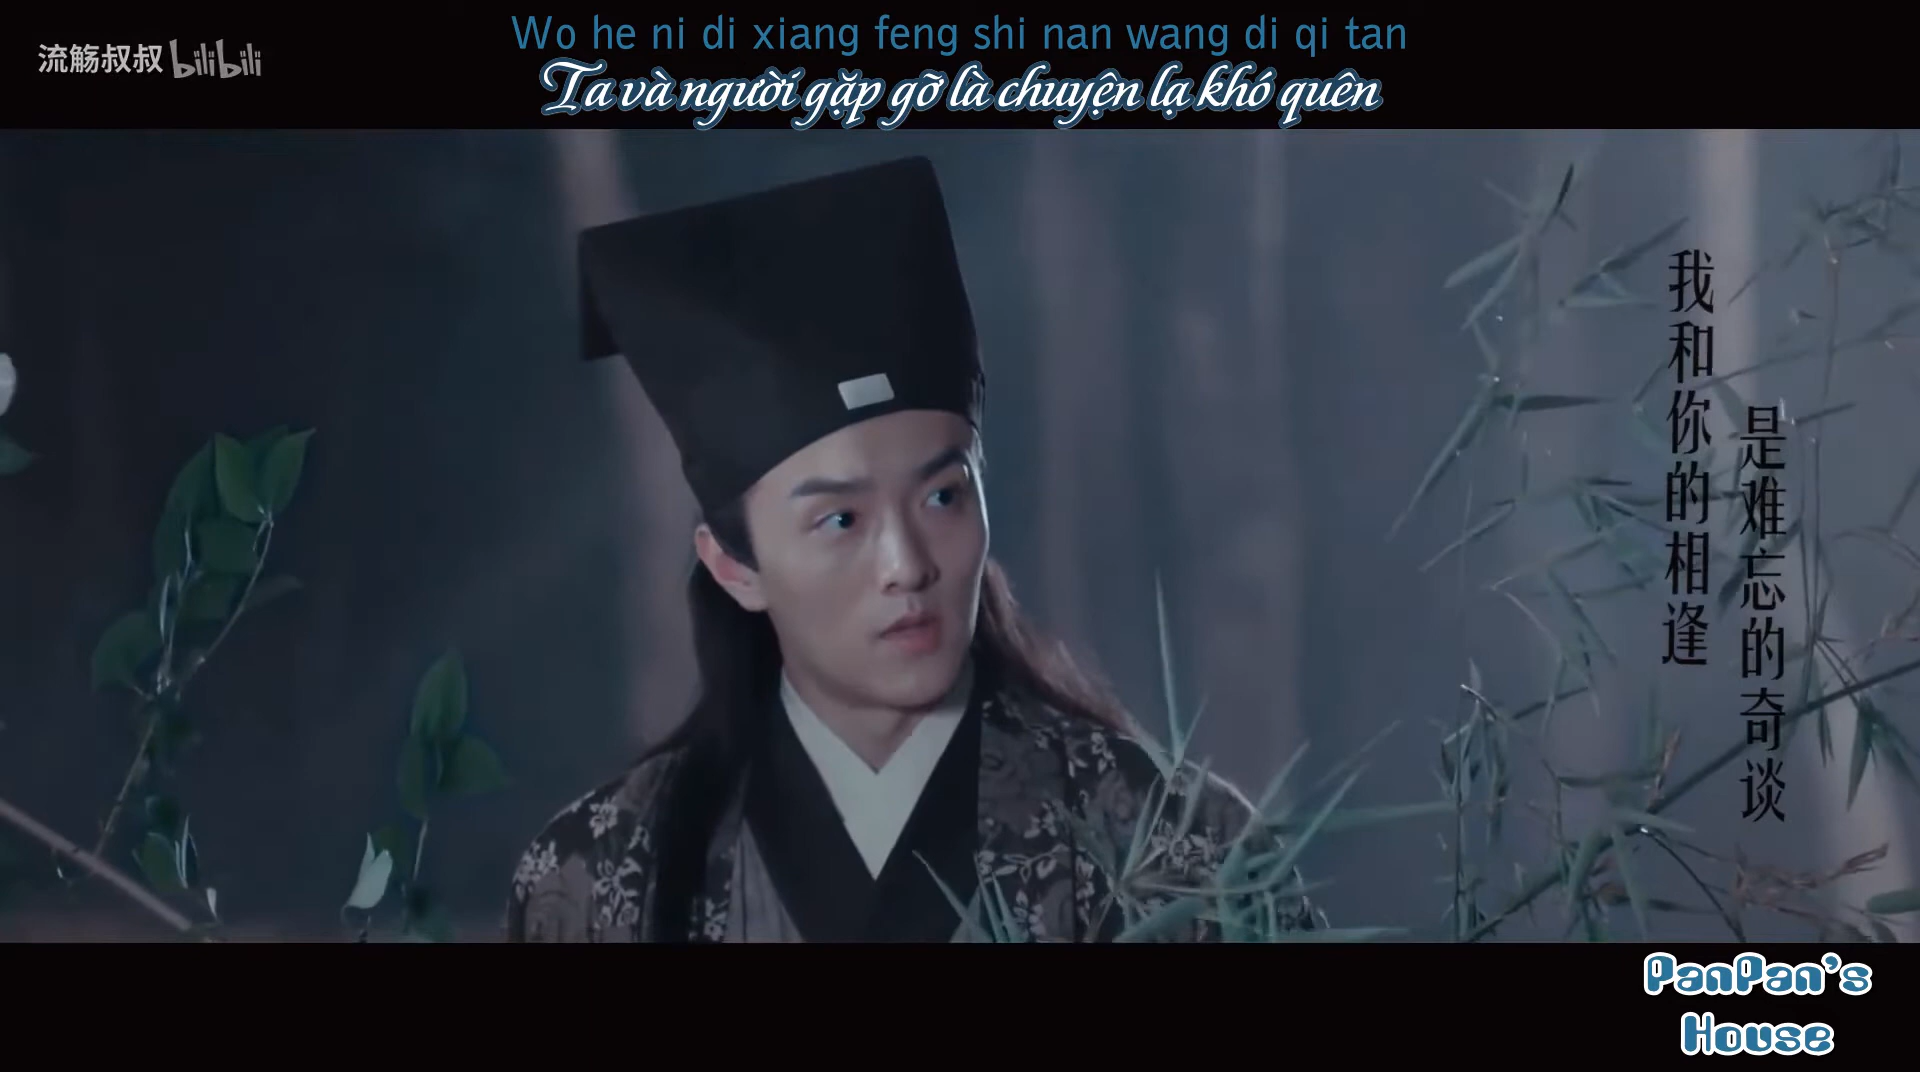 流觞叔叔 bilibili
Wo he ni di xiang feng shi nan wang di qi tan
Ta và người gặp gỡ là chuyện lạ khó quên
我和你的相逢
是难忘的奇谈
PanPan's
House